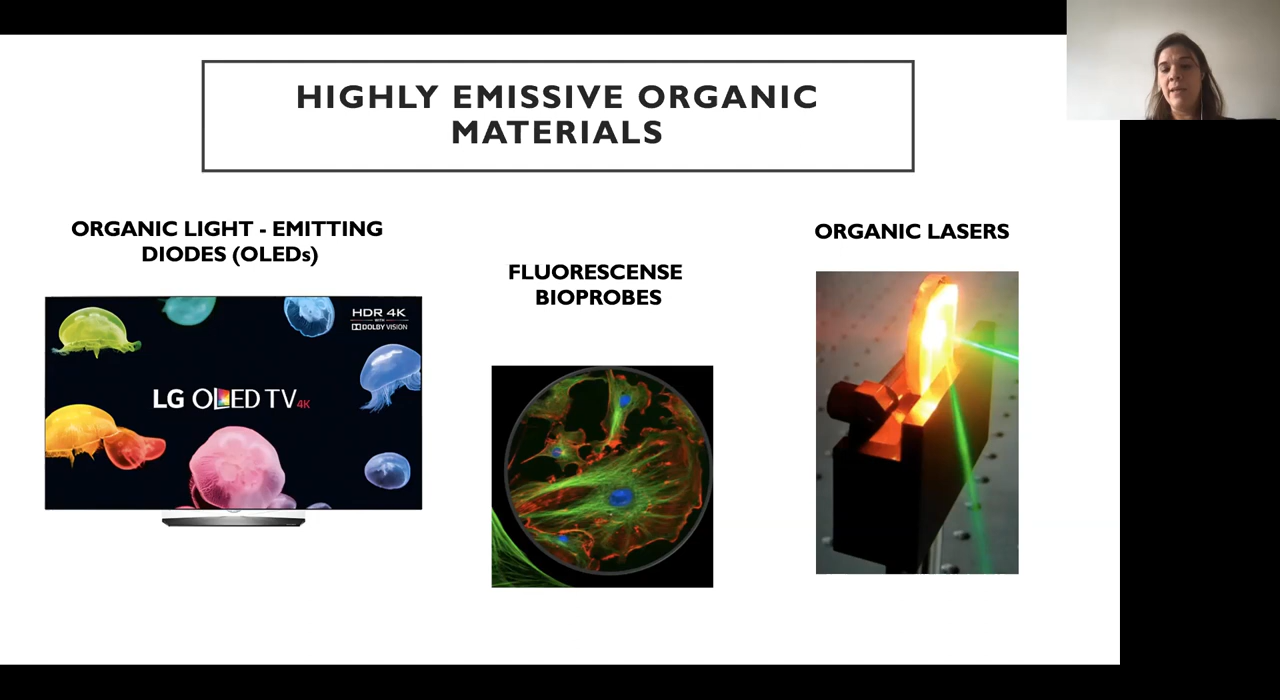 HIGHLY EMISSIVE ORGANIC
MATERIALS
ORGANIC LIGHT - EMITTING
DIODES (OLEDs)
HDR 4K
WITH
DOLBY VISION
LG OLED TV 4K
FLUORESCENSE
BIOPROBES
ORGANIC LASERS